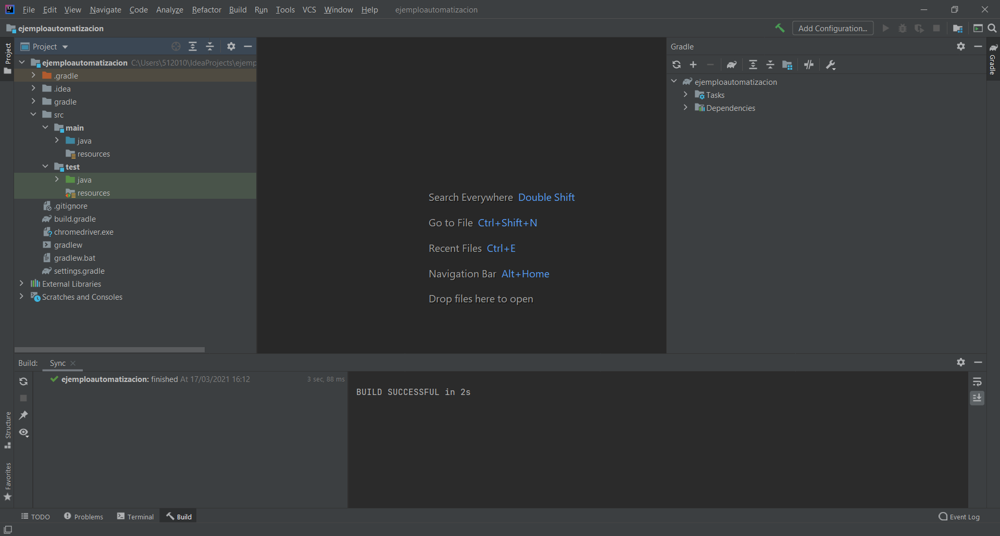 File Edit View Navigate Code Analyze Refactor Build Run Tools VCS Window Help ejemploautomatizacion
ejemploautomatizacion
Add Configuration...
Project
Project
ejemploautomatizacion C:\Users\512010\IdeaProjects\ejemp
.gradle
.idea
gradle
src
main
java
resources
test
java
resources
.gitignore
build.gradle
chromedriver.exe
gradlew
gradlew.bat
settings.gradle
External Libraries
Scratches and Consoles
Search Everywhere Double Shift
Go to File Ctrl+Shift+N
Recent Files Ctrl+E
Navigation Bar Alt+Home
Drop files here to open
Gradle
ejemploautomatizacion
Tasks
Dependencies
Gradle
Build: Sync
ejemploautomatizacion: finished At 17/03/2021 16:12 3 sec, 88 ms
BUILD SUCCESSFUL in 2s
Structure
Favorites
TODO Problems Terminal Build Event Log